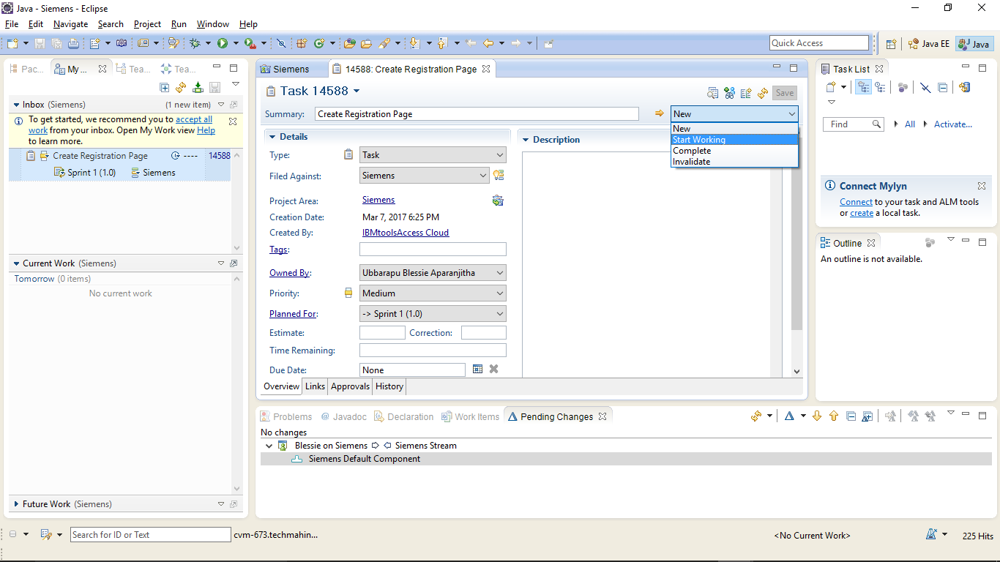 Java - Siemens - Eclipse
File Edit Navigate Search Project Run Window Help
Quick Access
Java EE
Java
Pac...
My ...
Tea...
Tea...
Inbox (Siemens) (1 new item)
To get started, we recommend you to accept all
work from your inbox. Open My Work view Help
to learn more.
Create Registration Page ---- 14588
Sprint 1 (1.0) Siemens
Current Work (Siemens)
Tomorrow (0 items)
No current work
Future Work (Siemens)
Siemens
14588: Create Registration Page
Task 14588
Save
Summary: Create Registration Page
New
New
Start Working
Complete
Invalidate
Details
Type: Task
Filed Against: Siemens
Project Area: Siemens
Creation Date: Mar 7, 2017 6:25 PM
Created By: IBMtoolsAccess Cloud
Tags:
Owned By: Ubbarapu Blessie Aparanjitha
Priority: Medium
Planned For: -> Sprint 1 (1.0)
Estimate: Correction:
Time Remaining:
Due Date: None
Description
Overview Links Approvals History
Task List
Find
All
Activate...
Connect Mylyn
Connect to your task and ALM tools
or create a local task.
Outline
An outline is not available.
Problems @ Javadoc Declaration Work Items Pending Changes
No changes
Blessie on Siemens Siemens Stream
Siemens Default Component
Search for ID or Text
cvm-673.techmahin...
<No Current Work>
225 Hits